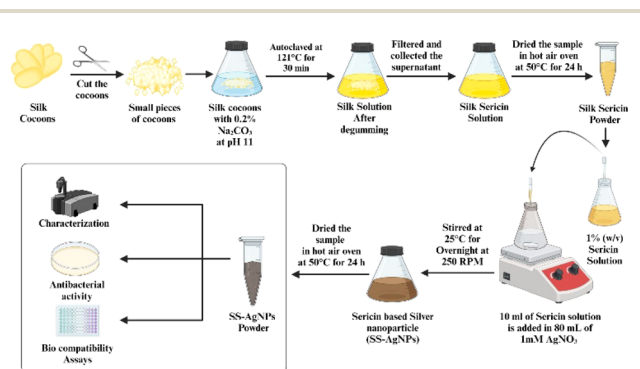 Silk
Cocoons
Cut the
cocoons
Small pieces
of cocoons
Silk cocoons
with 0.2%
Na₂CO₃
at pH 11
Autoclaved at
121°C for
30 min
Silk Solution
After
degumming
Filtered and
collected the
supernatant
Silk Sericin
Solution
Dried the sample
in hot air oven
at 50°C for 24 h
Silk Sericin
Powder
1% (w/v)
Sericin
Solution
10 ml of Sericin solution
is added in 80 mL of
1mM AgNO₃
Stirred at
25°C for
Overnight at
250 RPM
Sericin based Silver
nanoparticle
(SS-AgNPs)
Dried the
sample
in hot air oven
at 50°C for 24 h
SS-AgNPs
Powder
Characterization
Antibacterial
activity
Bio compatibility
Assays